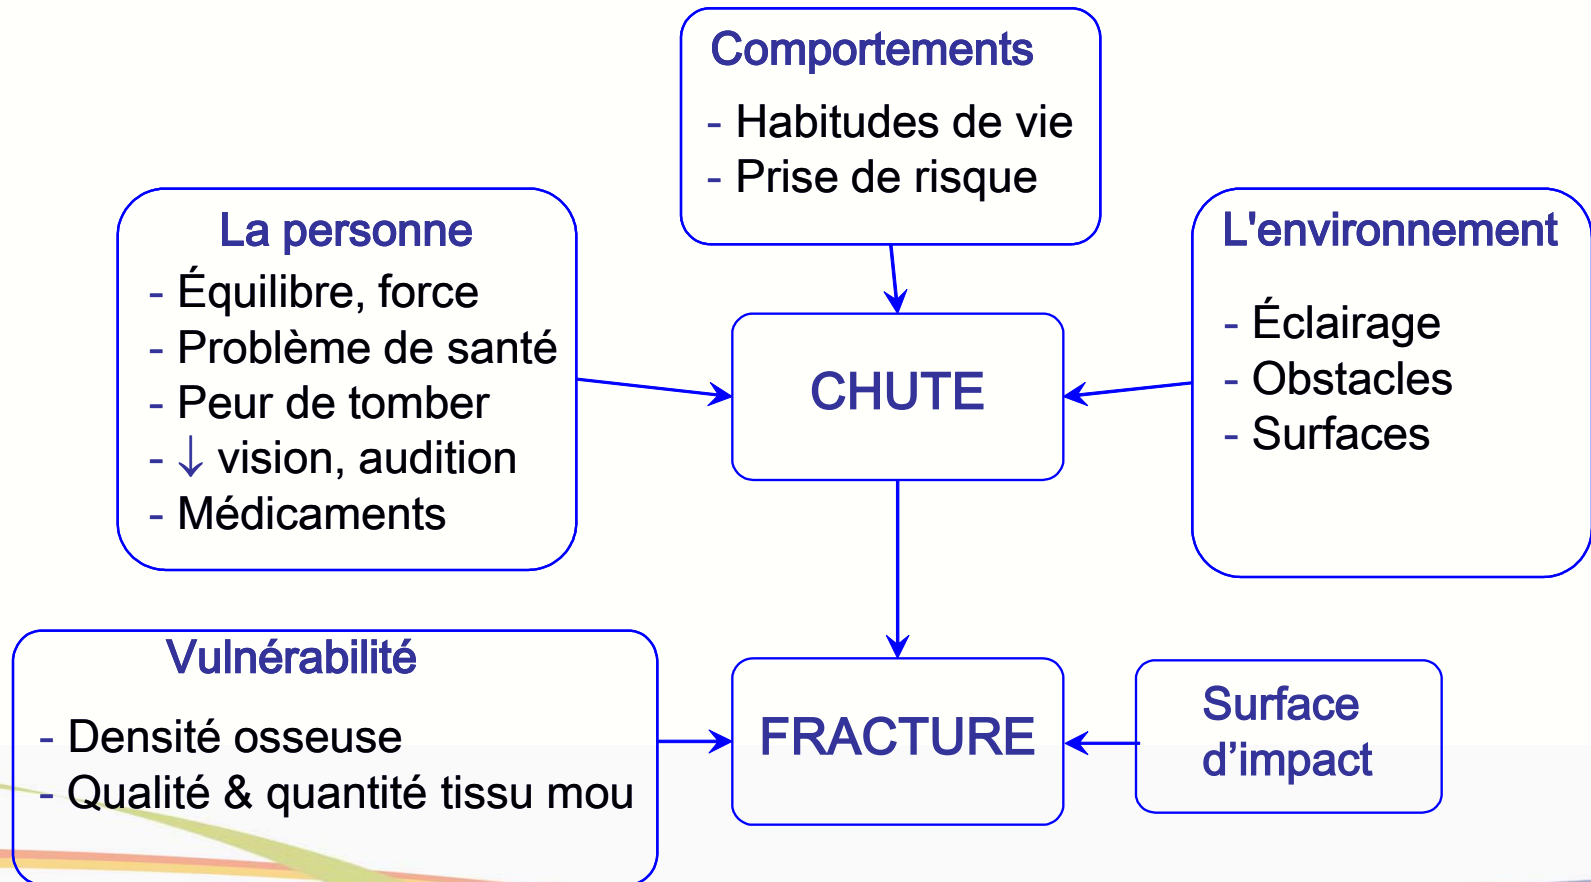 Comportements
- Habitudes de vie
- Prise de risque
La personne
- Équilibre, force
- Problème de santé
- Peur de tomber
- ↓ vision, audition
- Médicaments
CHUTE
L'environnement
- Éclairage
- Obstacles
- Surfaces
Vulnérabilité
- Densité osseuse
- Qualité & quantité tissu mou
FRACTURE
Surface
d’impact